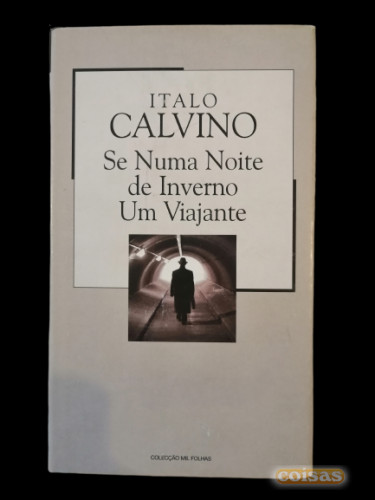 ITALO
CALVINO
Se Numa Noite
de Inverno
Um Viajante
COLECÇÃO MIL FOLHAS
coisas